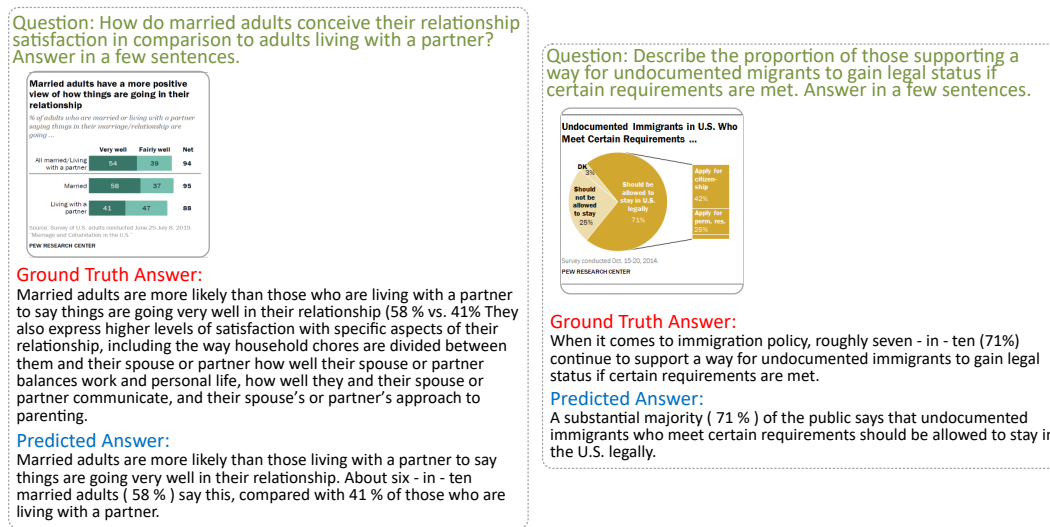 Question: How do married adults conceive their relationship
satisfaction in comparison to adults living with a partner?
Answer in a few sentences.
Married adults have a more positive
view of how things are going in their
relationship
% of adults who are married or living with a partner
saying things in their marriage/relationship are
going ...
Very well Fairly well Net
All married/Living
with a partner 54 39 94
Married 58 37 95
Living with a
partner 41 47 88
Source: Survey of U.S. adults conducted June 25-July 8, 2019.
"Marriage and Cohabitation in the U.S."
PEW RESEARCH CENTER
Ground Truth Answer:
Married adults are more likely than those who are living with a partner
to say things are going very well in their relationship (58 % vs. 41% They
also express higher levels of satisfaction with specific aspects of their
relationship, including the way household chores are divided between
them and their spouse or partner how well their spouse or partner
balances work and personal life, how well they and their spouse or
partner communicate, and their spouse's or partner's approach to
parenting.
Predicted Answer:
Married adults are more likely than those living with a partner to say
things are going very well in their relationship. About six - in - ten
married adults ( 58 % ) say this, compared with 41 % of those who are
living with a partner.
Question: Describe the proportion of those supporting a
way for undocumented migrants to gain legal status if
certain requirements are met. Answer in a few sentences.
Undocumented Immigrants in U.S. Who
Meet Certain Requirements ...
DK
3%
Should
not be
allowed
to stay
25%
Should be
allowed to
stay in U.S.
legally
71%
Apply for
citizen-
ship
42%
Apply for
perm. res.
25%
Survey conducted Oct. 15-20, 2014.
PEW RESEARCH CENTER
Ground Truth Answer:
When it comes to immigration policy, roughly seven - in - ten (71%)
continue to support a way for undocumented immigrants to gain legal
status if certain requirements are met.
Predicted Answer:
A substantial majority ( 71 % ) of the public says that undocumented
immigrants who meet certain requirements should be allowed to stay in
the U.S. legally.